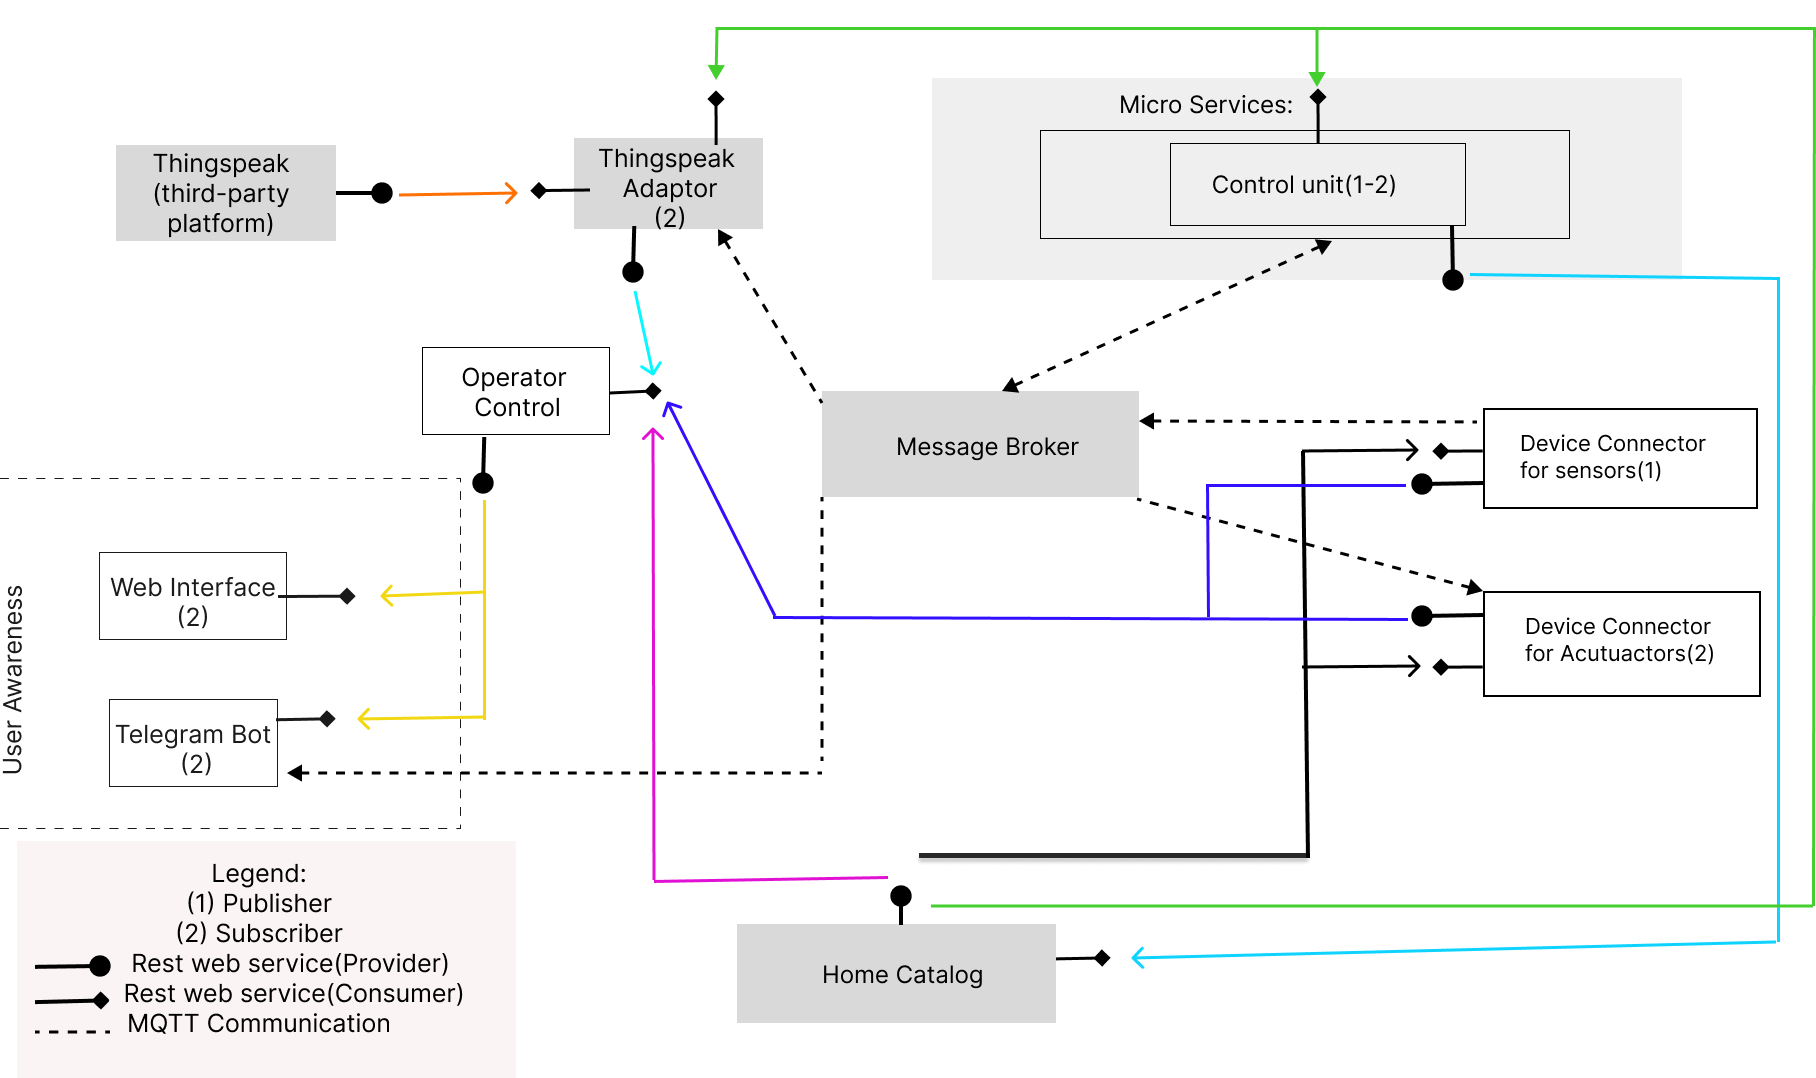 Micro Services:
Thingspeak
(third-party
platform)
Thingspeak
Adaptor
(2)
Control unit(1-2)
Operator
Control
Message Broker
Device Connector
for sensors(1)
User Awareness
Web Interface
(2)
Device Connector
for Acutuactors(2)
Telegram Bot
(2)
Legend:
(1) Publisher
(2) Subscriber
Rest web service(Provider)
Rest web service(Consumer)
MQTT Communication
Home Catalog